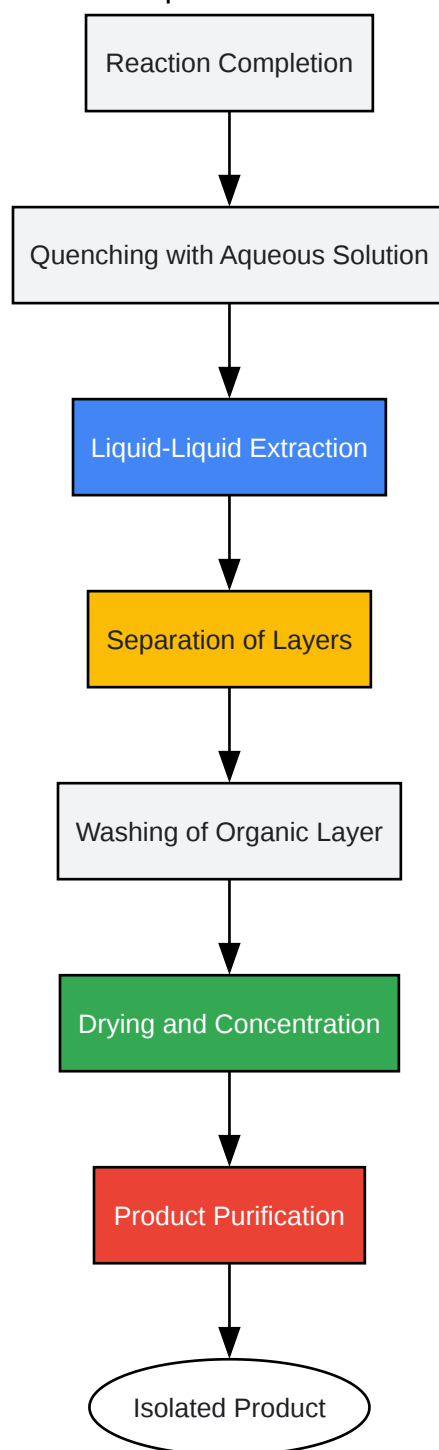 Reaction Completion
Quenching with Aqueous Solution
Liquid-Liquid Extraction
Separation of Layers
Washing of Organic Layer
Drying and Concentration
Product Purification
Isolated Product